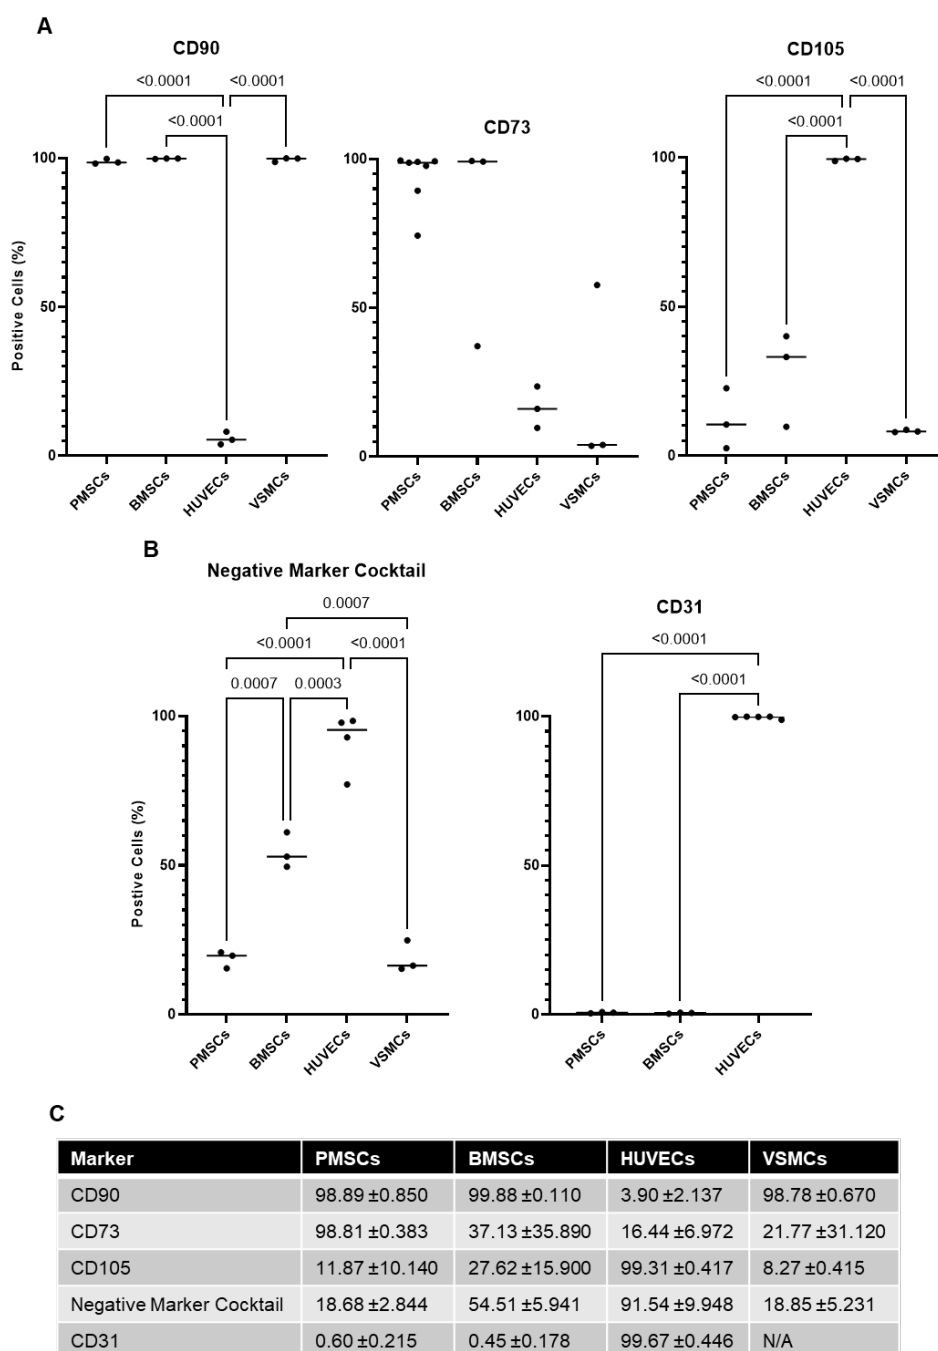 A
CD90
<0.0001 <0.0001
<0.0001
Positive Cells (%)
100
50
0
PMSCs BMSCs HUVECs VSMCs
CD73
100
50
0
PMSCs BMSCs HUVECs VSMCs
CD105
<0.0001 <0.0001
<0.0001
100
50
0
PMSCs BMSCs HUVECs VSMCs
B
Negative Marker Cocktail
0.0007
<0.0001 <0.0001
0.0007 0.0003
Postive Cells (%)
100
50
0
PMSCs BMSCs HUVECs VSMCs
CD31
<0.0001
<0.0001
100
50
0
PMSCs BMSCs HUVECs
C
Marker PMSCs BMSCs HUVECs VSMCs
CD90 98.89 ±0.850 99.88 ±0.110 3.90 ±2.137 98.78 ±0.670
CD73 98.81 ±0.383 37.13 ±35.890 16.44 ±6.972 21.77 ±31.120
CD105 11.87 ±10.140 27.62 ±15.900 99.31 ±0.417 8.27 ±0.415
Negative Marker Cocktail 18.68 ±2.844 54.51 ±5.941 91.54 ±9.948 18.85 ±5.231
CD31 0.60 ±0.215 0.45 ±0.178 99.67 ±0.446 N/A